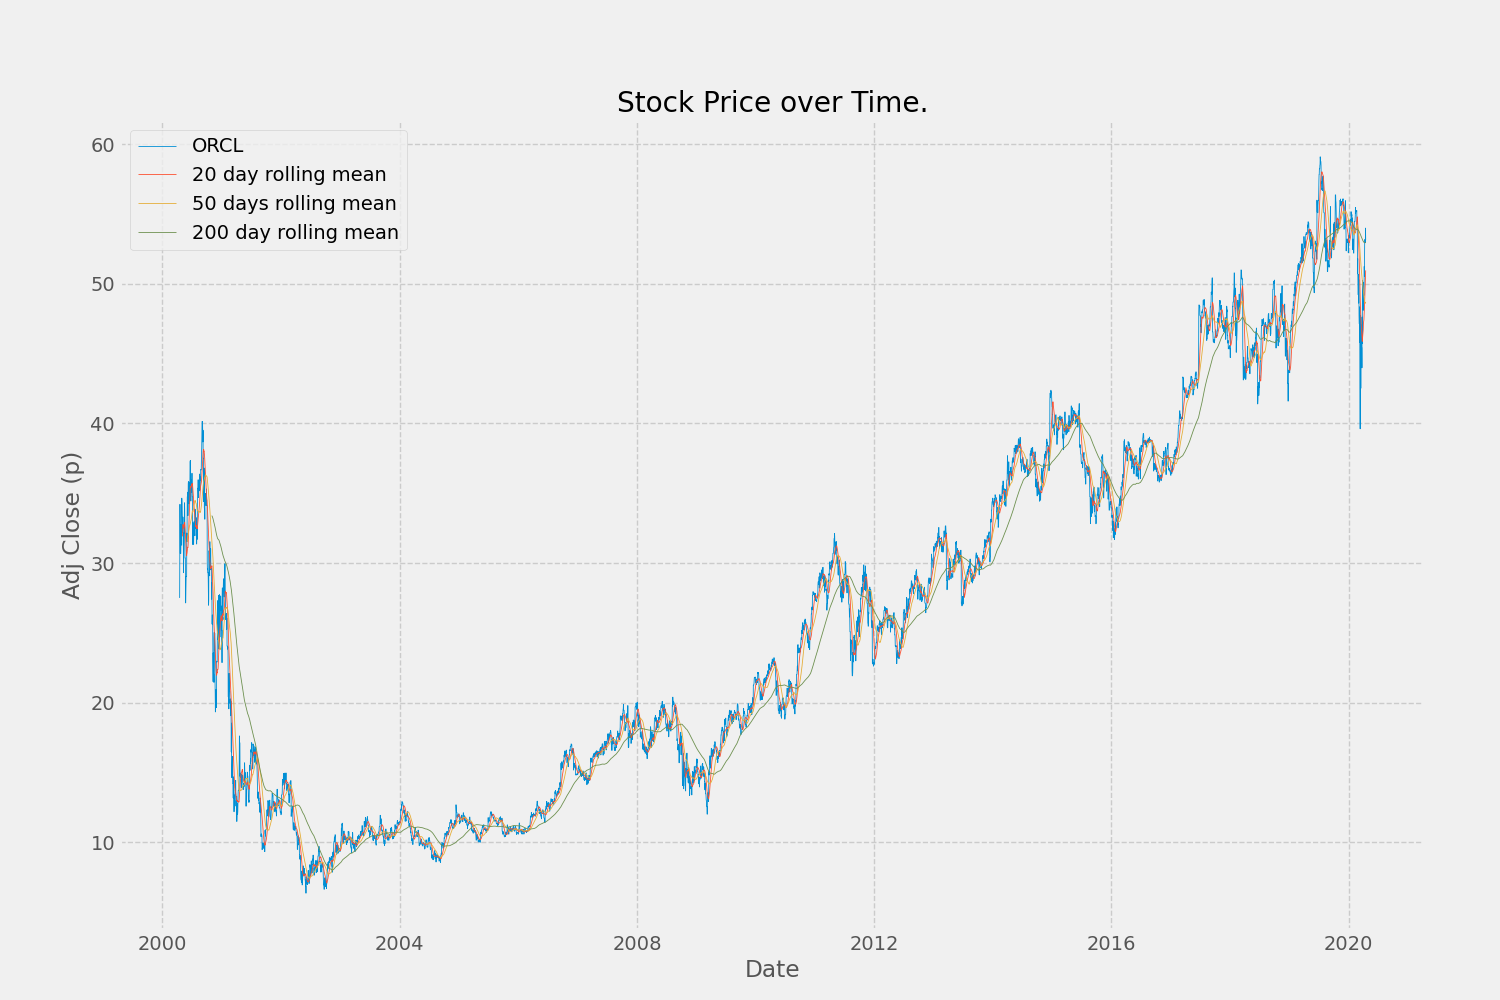 Stock Price over Time.
ORCL
20 day rolling mean
50 days rolling mean
200 day rolling mean
Adj Close (p)
60
50
40
30
20
10
2000 2004 2008 2012 2016 2020
Date